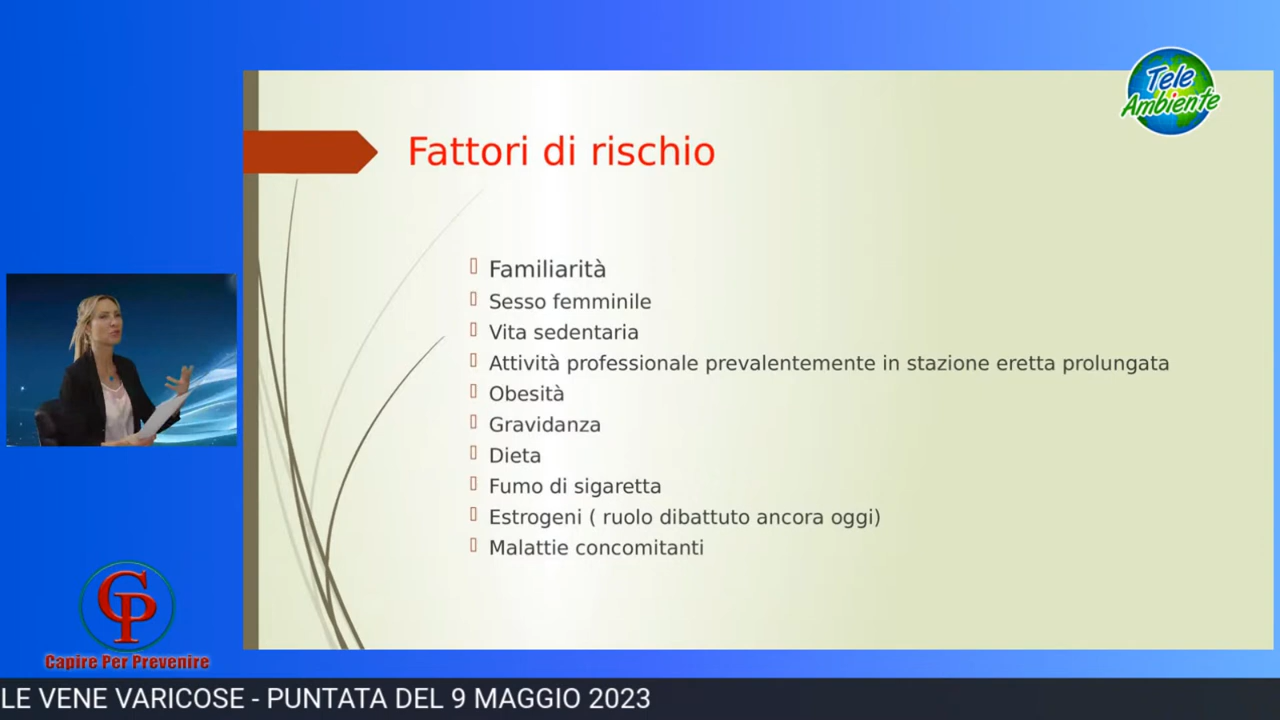 Tele
Ambiente
Fattori di rischio
Familiarità
Sesso femminile
Vita sedentaria
Attività professionale prevalentemente in stazione eretta prolungata
Obesità
Gravidanza
Dieta
Fumo di sigaretta
Estrogeni ( ruolo dibattuto ancora oggi)
Malattie concomitanti
CP
Capire Per Prevenire
LE VENE VARICOSE - PUNTATA DEL 9 MAGGIO 2023